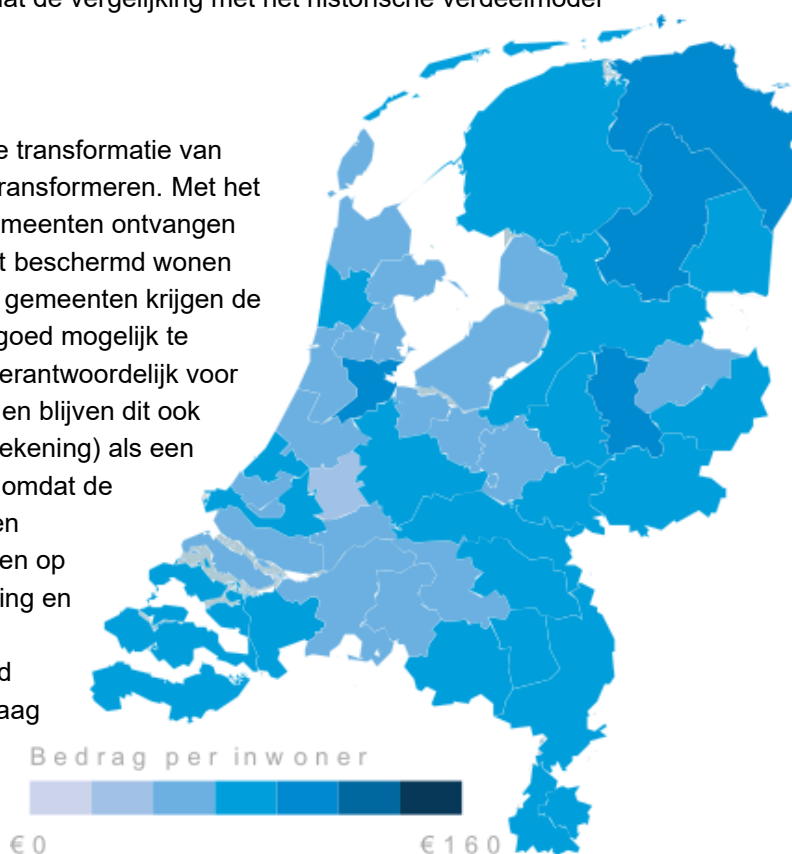 at de vergelijking met het historische verdeelmodel
e transformatie van
ransformeren. Met het
meenten ontvangen
t beschermd wonen
gemeenten krijgen de
goed mogelijk te
erantwoordelijk voor
en blijven dit ook
ekening) als een
omdat de
en
en op
ing en
d
aag
Bedrag per inwoner
€0
€160